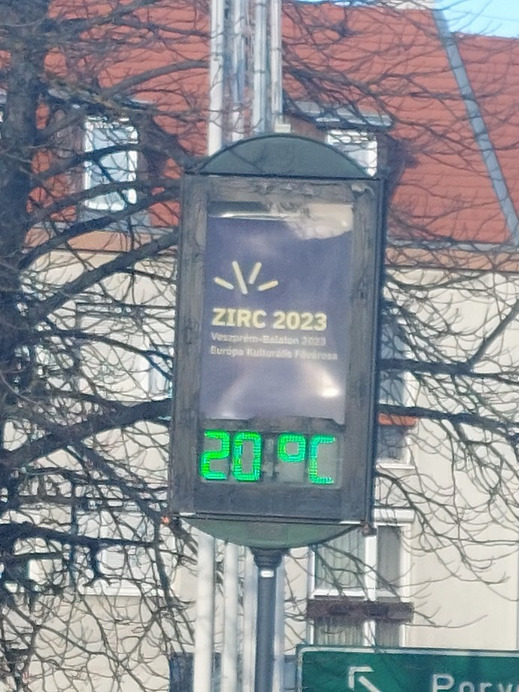 ZIRC 2023
Veszprém-Balaton 2023
Európa Kulturális Fővárosa
20°C